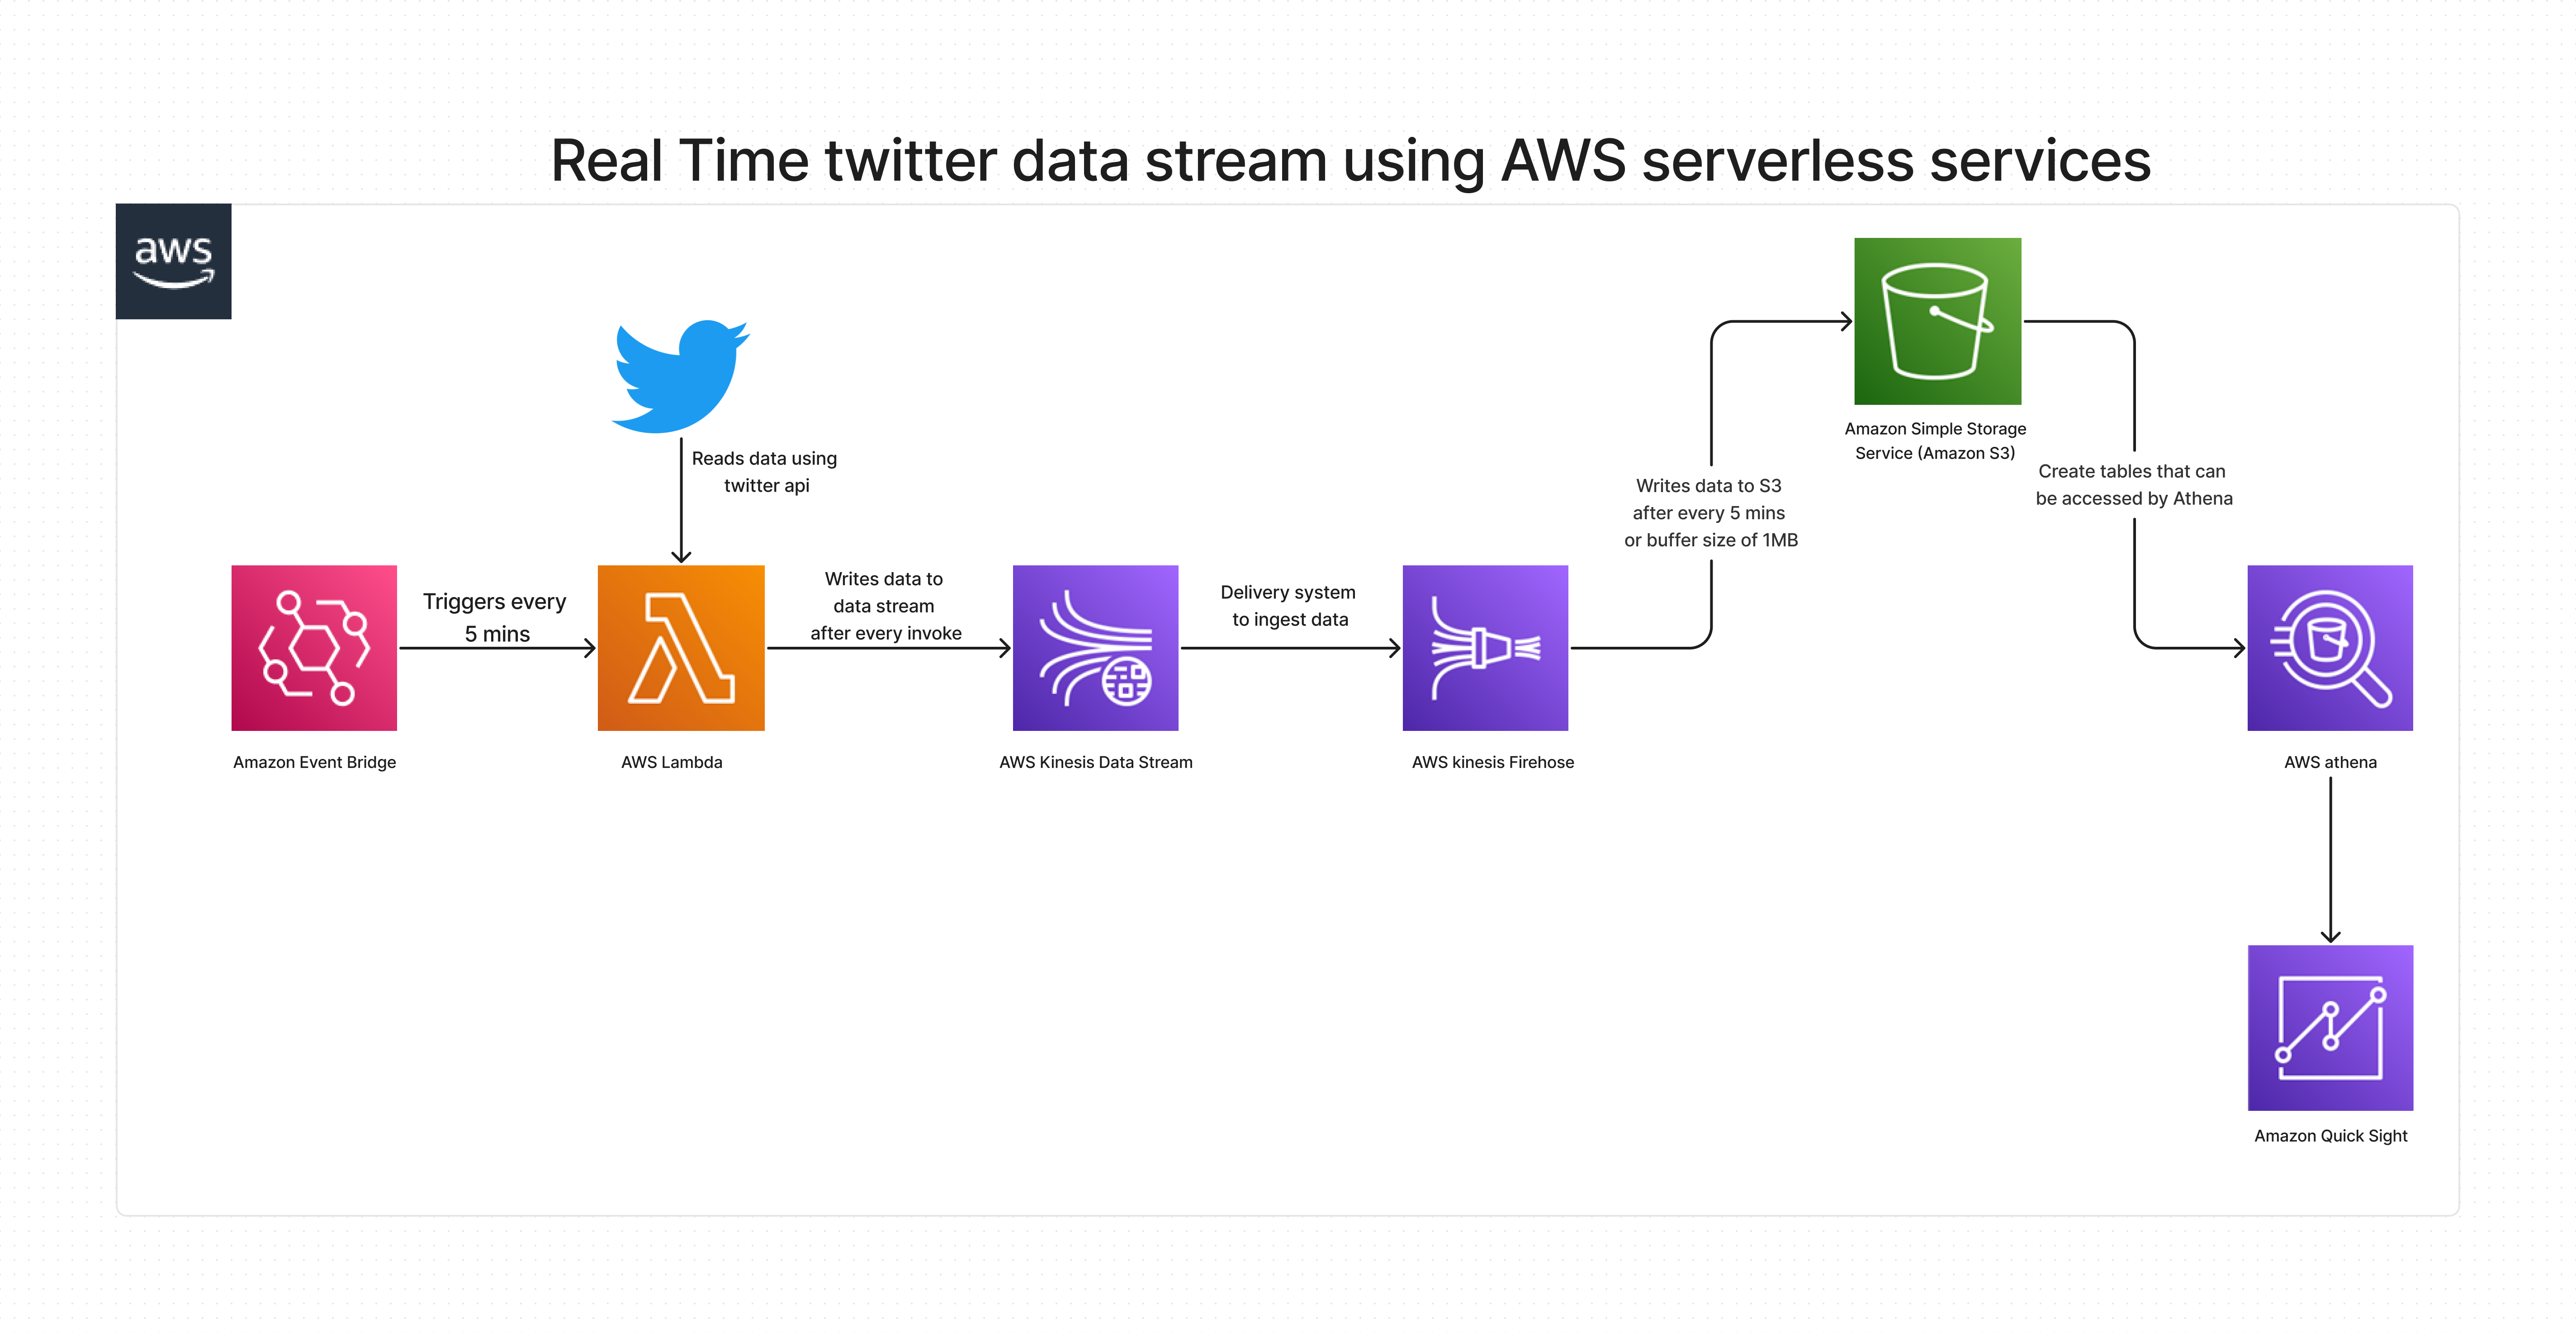 Real Time twitter data stream using AWS serverless services
aws
Reads data using
twitter api
Amazon Simple Storage
Service (Amazon S3)
Writes data to S3
after every 5 mins
or buffer size of 1MB
Create tables that can
be accessed by Athena
Triggers every
5 mins
Writes data to
data stream
after every invoke
Delivery system
to ingest data
Amazon Event Bridge
AWS Lambda
AWS Kinesis Data Stream
AWS kinesis Firehose
AWS athena
Amazon Quick Sight